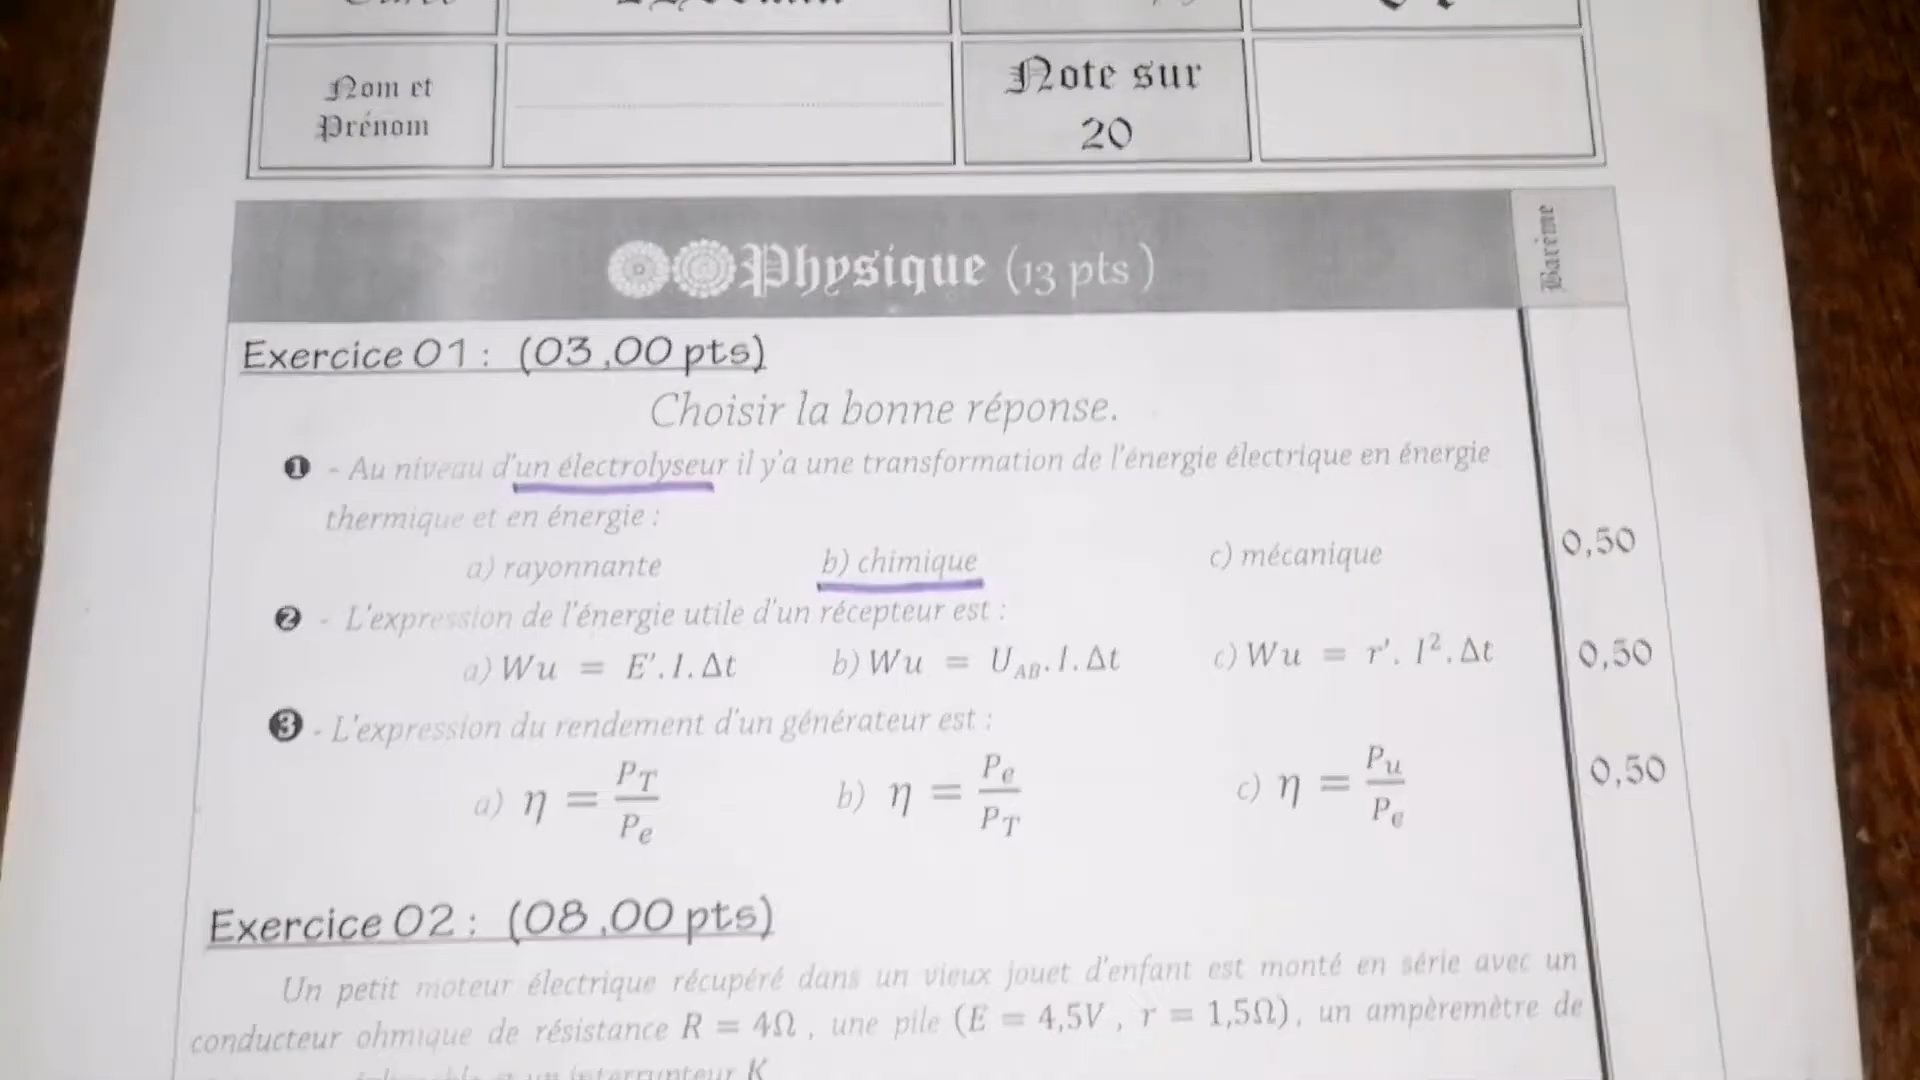 Nom et
Prénom
Note sur
20
Physique (13 pts )
Barème
Exercice 01 : (03 ,00 pts)
Choisir la bonne réponse.
❶ - Au niveau d'un électrolyseur il y'a une transformation de l'énergie électrique en énergie
thermique et en énergie :
a) rayonnante b) chimique c) mécanique 0,50
❷ - L'expression de l'énergie utile d'un récepteur est :
a) Wu = E'. I. Δt b) Wu = U_AB. I. Δt c) Wu = r'. I². Δt 0,50
❸ - L'expression du rendement d'un générateur est :
a) η = P_T / P_e b) η = P_e / P_T c) η = P_u / P_e 0,50
Exercice 02 : (08 ,00 pts)
Un petit moteur électrique récupéré dans un vieux jouet d'enfant est monté en série avec un
conducteur ohmique de résistance R = 4Ω , une pile (E = 4,5V , r = 1,5Ω), un ampèremètre de
un interrupteur K